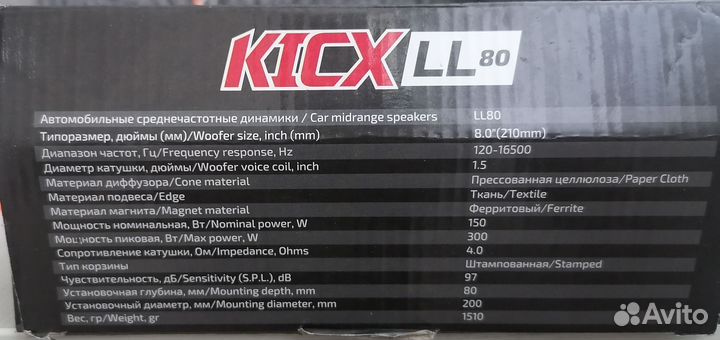 KICX LL 80
Автомобильные среднечастотные динамики / Car midrange speakers LL80
Типоразмер, дюймы (мм)/Woofer size, inch (mm) 8.0"(210mm)
Диапазон частот, Гц/Frequency response, Hz 120-16500
Диаметр катушки, дюймы/Woofer voice coil, inch 1.5
Материал диффузора/Cone material Прессованная целлюлоза/Paper Cloth
Материал подвеса/Edge Ткань/Textile
Материал магнита/Magnet material Ферритовый/Ferrite
Мощность номинальная, Вт/Nominal power, W 150
Мощность пиковая, Вт/Max power, W 300
Сопротивление катушки, Ом/Impedance, Ohms 4.0
Тип корзины Штампованная/Stamped
Чувствительность, дБ/Sensitivity (S.P.L.), dB 97
Установочная глубина, мм/Mounting depth, mm 80
Установочный диаметр, мм/Mounting diameter, mm 200
Вес, гр/Weight, gr 1510
Avito